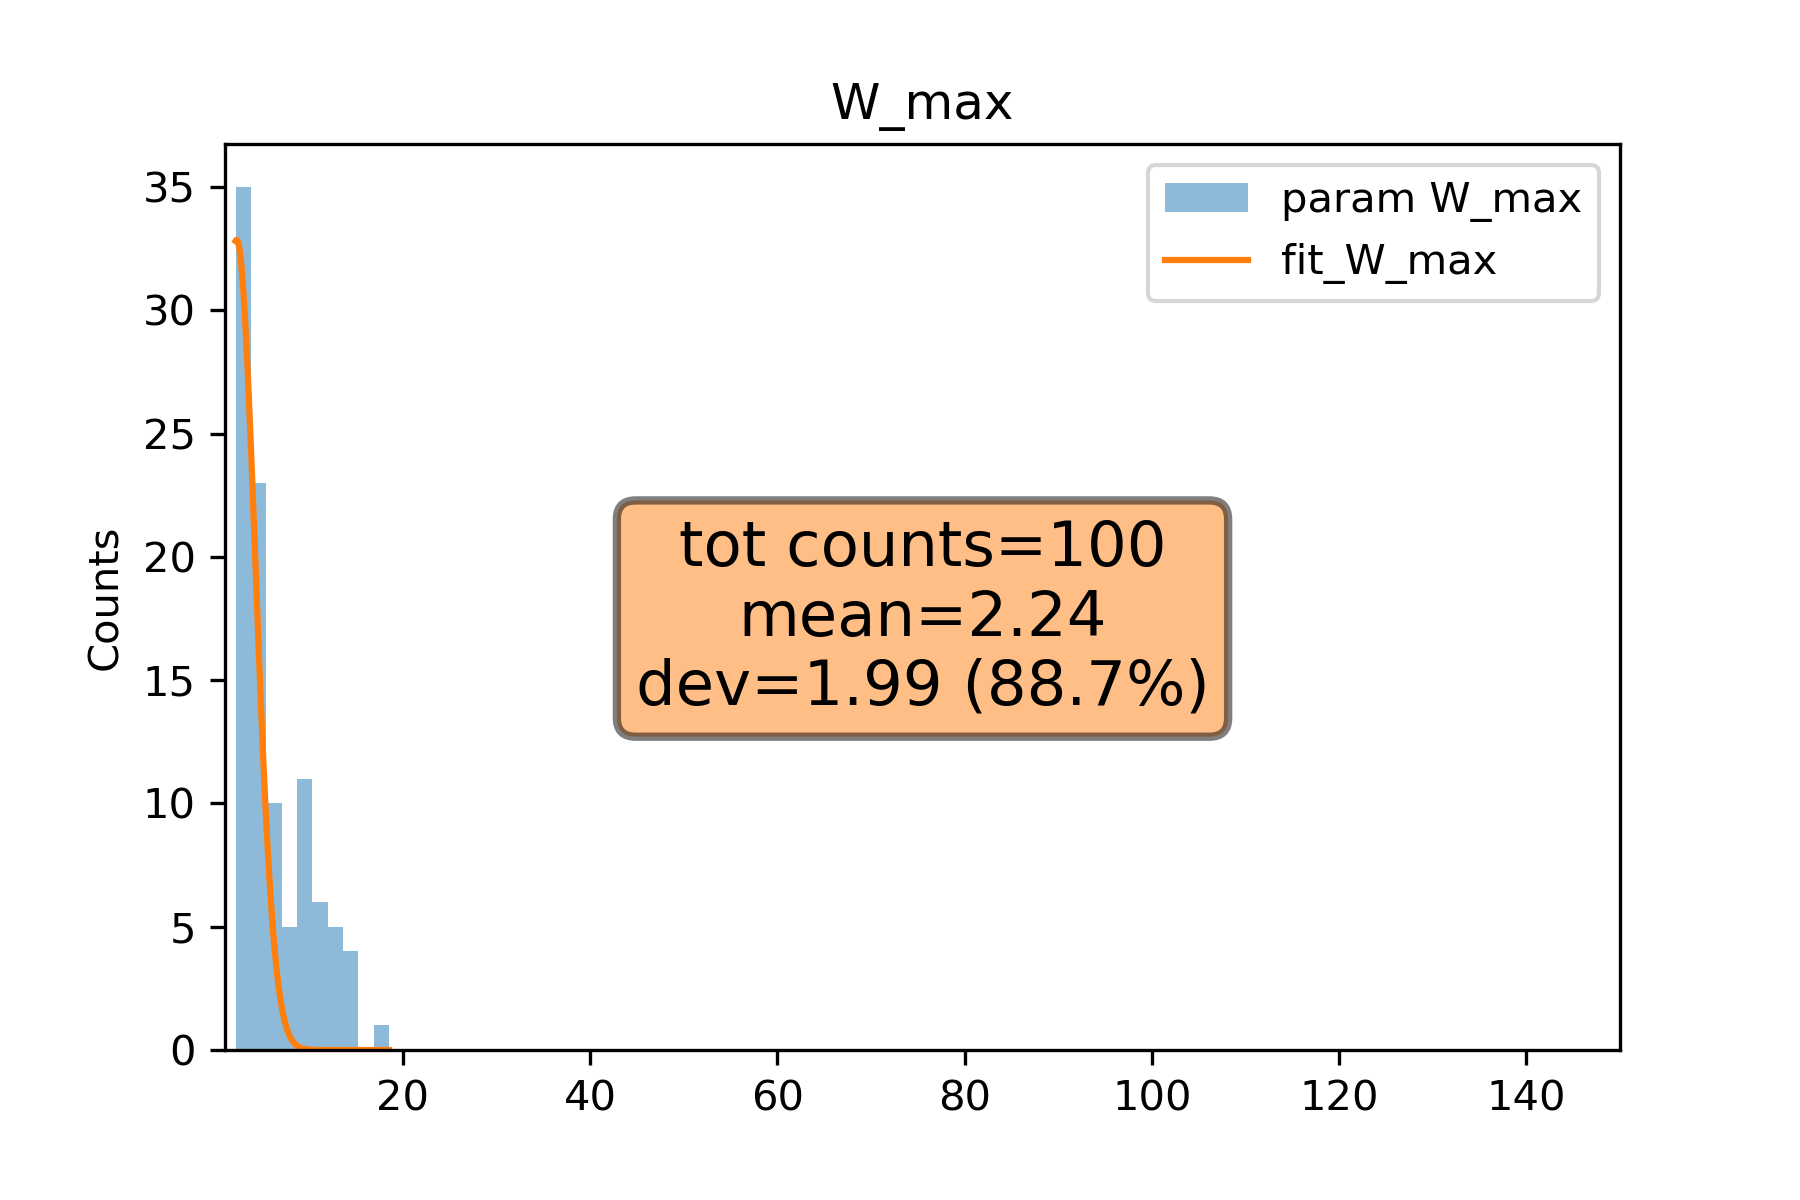 W_max
35
30
25
20
15
10
5
0
Counts
param W_max
fit_W_max
tot counts=100
mean=2.24
dev=1.99 (88.7%)
20 40 60 80 100 120 140